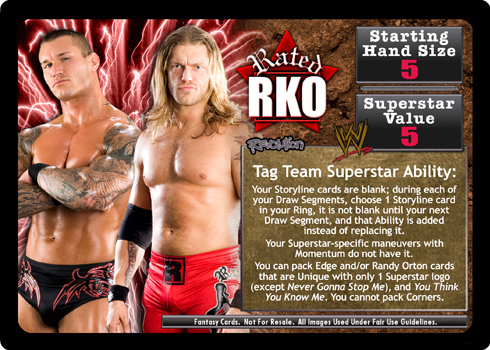 Rated
RKO
Starting
Hand Size
5
Superstar
Value
5
Revolution
W
Tag Team Superstar Ability:
Your Storyline cards are blank; during each of
your Draw Segments, choose 1 Storyline card
in your Ring, it is not blank until your next
Draw Segment, and that Ability is added
instead of replacing it.
Your Superstar-specific maneuvers with
Momentum do not have it.
You can pack Edge and/or Randy Orton cards
that are Unique with only 1 Superstar logo
(except Never Gonna Stop Me), and You Think
You Know Me. You cannot pack Corners.
Fantasy Cards. Not For Resale. All Images Used Under Fair Use Guidelines.